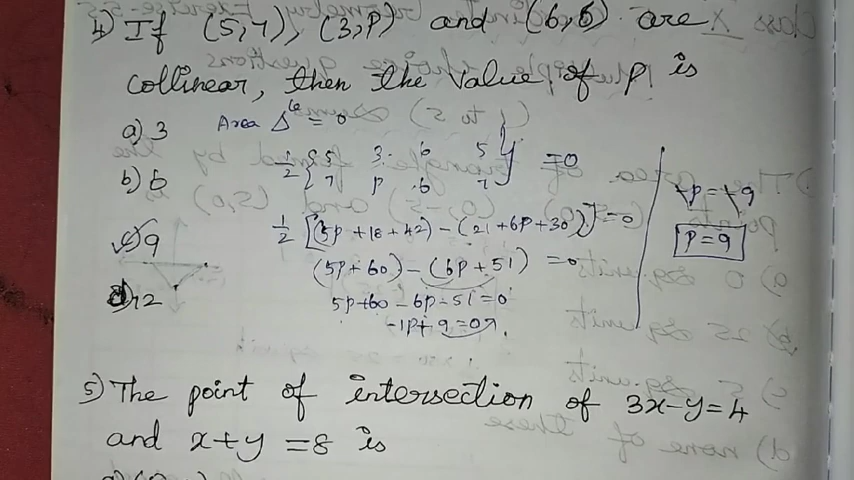 4) If (5,7), (3,p) and (6,6) are
collinear, then the value of p is
a) 3
Area Δle = 0
1/2 { 5 3 6 5
7 p 6 7 } = 0
b) 6
1/2 [(5p + 18 + 42) - (21 + 6p + 30)] = 0
c) 9
(5p + 60) - (6p + 51) = 0
d) 12
5p + 60 - 6p - 51 = 0
-1p + 9 = 0
-p = -9
p = 9
5) The point of intersection of 3x-y=4
and x+y=8 is